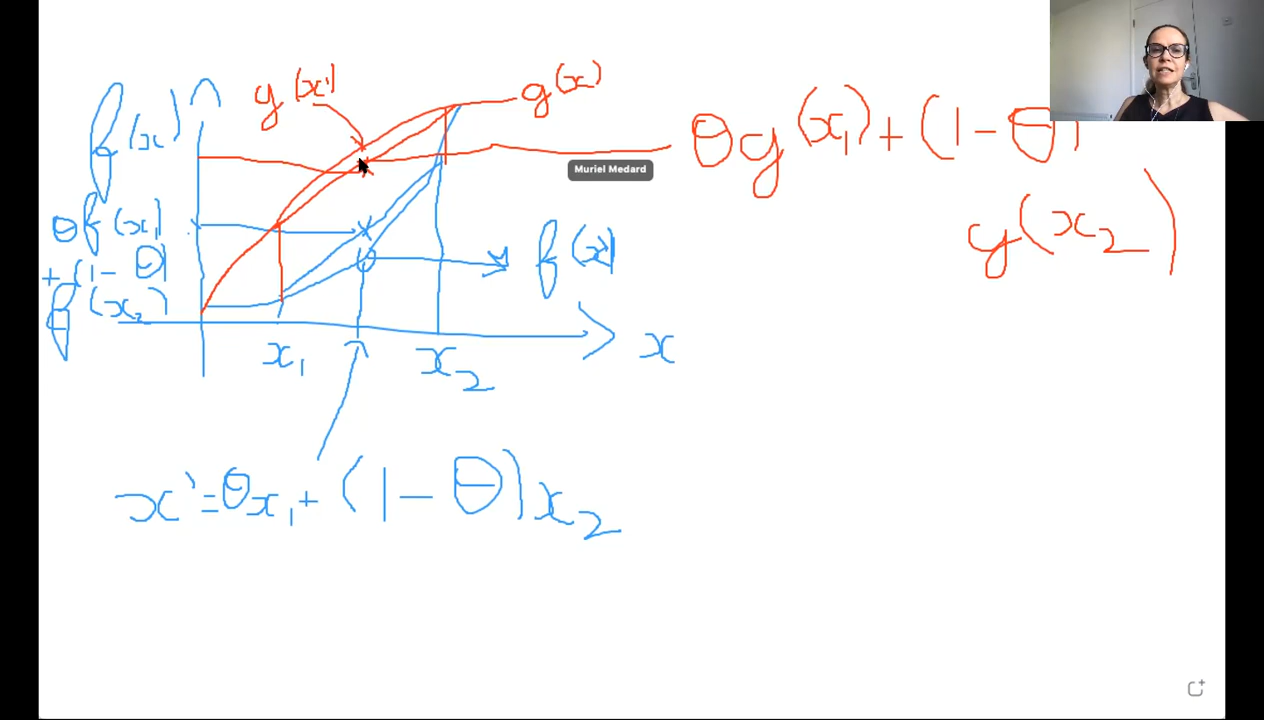 f(x)
g(x')
g(x)
θg(x₁) + (1 - θ)
g(x₂)
Muriel Medard
θf(x₁)
+ (1 - θ)
f(x₂)
f(x')
x₁
x₂
x
x' = θx₁ + (1 - θ)x₂